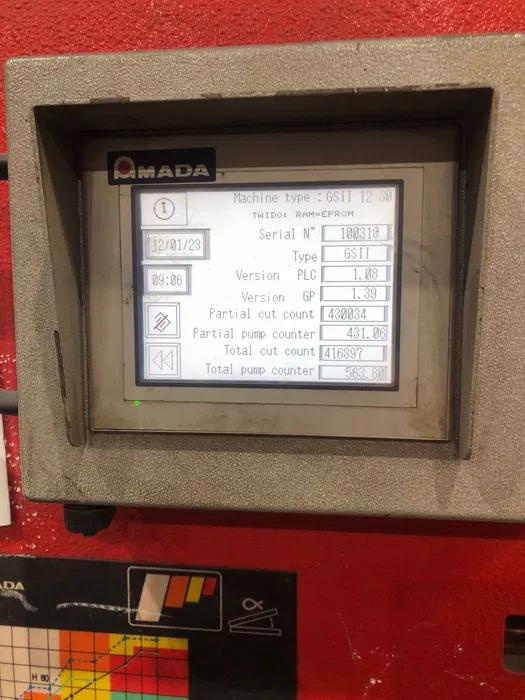 AMADA
Machine type : GSII 12 30
TWIDO: RAM=EPROM
Serial N° 100318
12/01/23
Type GSII
09:06
Version PLC 1.08
Version GP 1.39
Partial cut count 430034
Partial pump counter 431.06
Total cut count 416897
Total pump counter 563.80
ADA
α
H 60